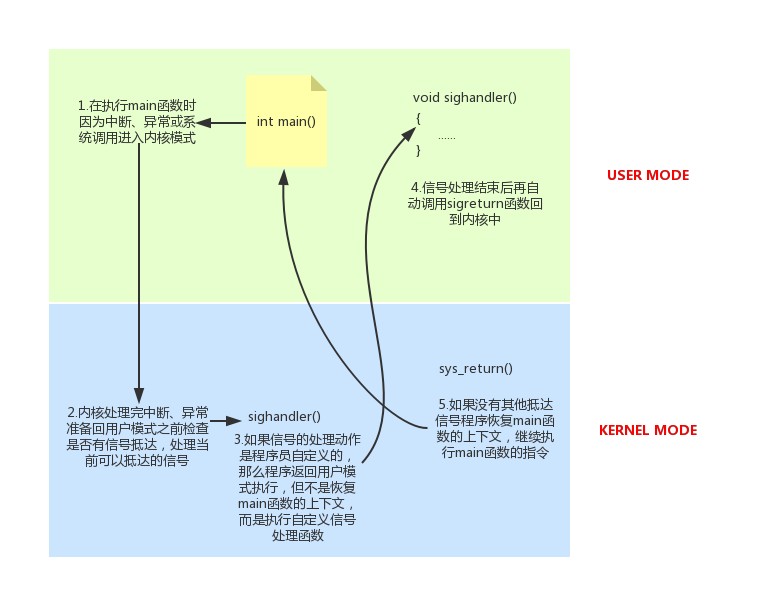 1.在执行main函数时
因为中断、异常或系
统调用进入内核模式
int main()
void sighandler()
{
......
}
4.信号处理结束后再自
动调用sigreturn函数回
到内核中
USER MODE
2.内核处理完中断、异常
准备回用户模式之前检查
是否有信号抵达，处理当
前可以抵达的信号
sighandler()
3.如果信号的处理动作
是程序员自定义的，
那么程序返回用户模
式执行，但不是恢复
main函数的上下文，
而是执行自定义信号
处理函数
sys_return()
5.如果没有其他抵达
信号程序恢复main函
数的上下文，继续执
行main函数的指令
KERNEL MODE